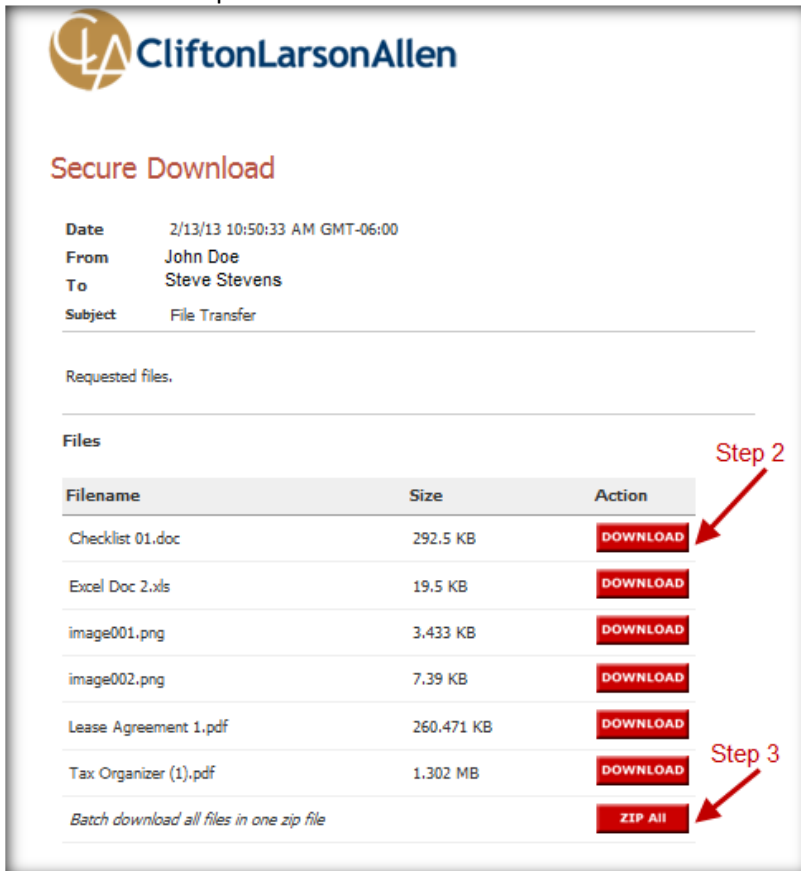 CLA CliftonLarsonAllen
Secure Download
Date 2/13/13 10:50:33 AM GMT-06:00
From John Doe
To Steve Stevens
Subject File Transfer
Requested files.
Files
Step 2
Filename Size Action
Checklist 01.doc 292.5 KB DOWNLOAD
Excel Doc 2.xls 19.5 KB DOWNLOAD
image001.png 3.433 KB DOWNLOAD
image002.png 7.39 KB DOWNLOAD
Lease Agreement 1.pdf 260.471 KB DOWNLOAD
Step 3
Tax Organizer (1).pdf 1.302 MB DOWNLOAD
Batch download all files in one zip file ZIP All